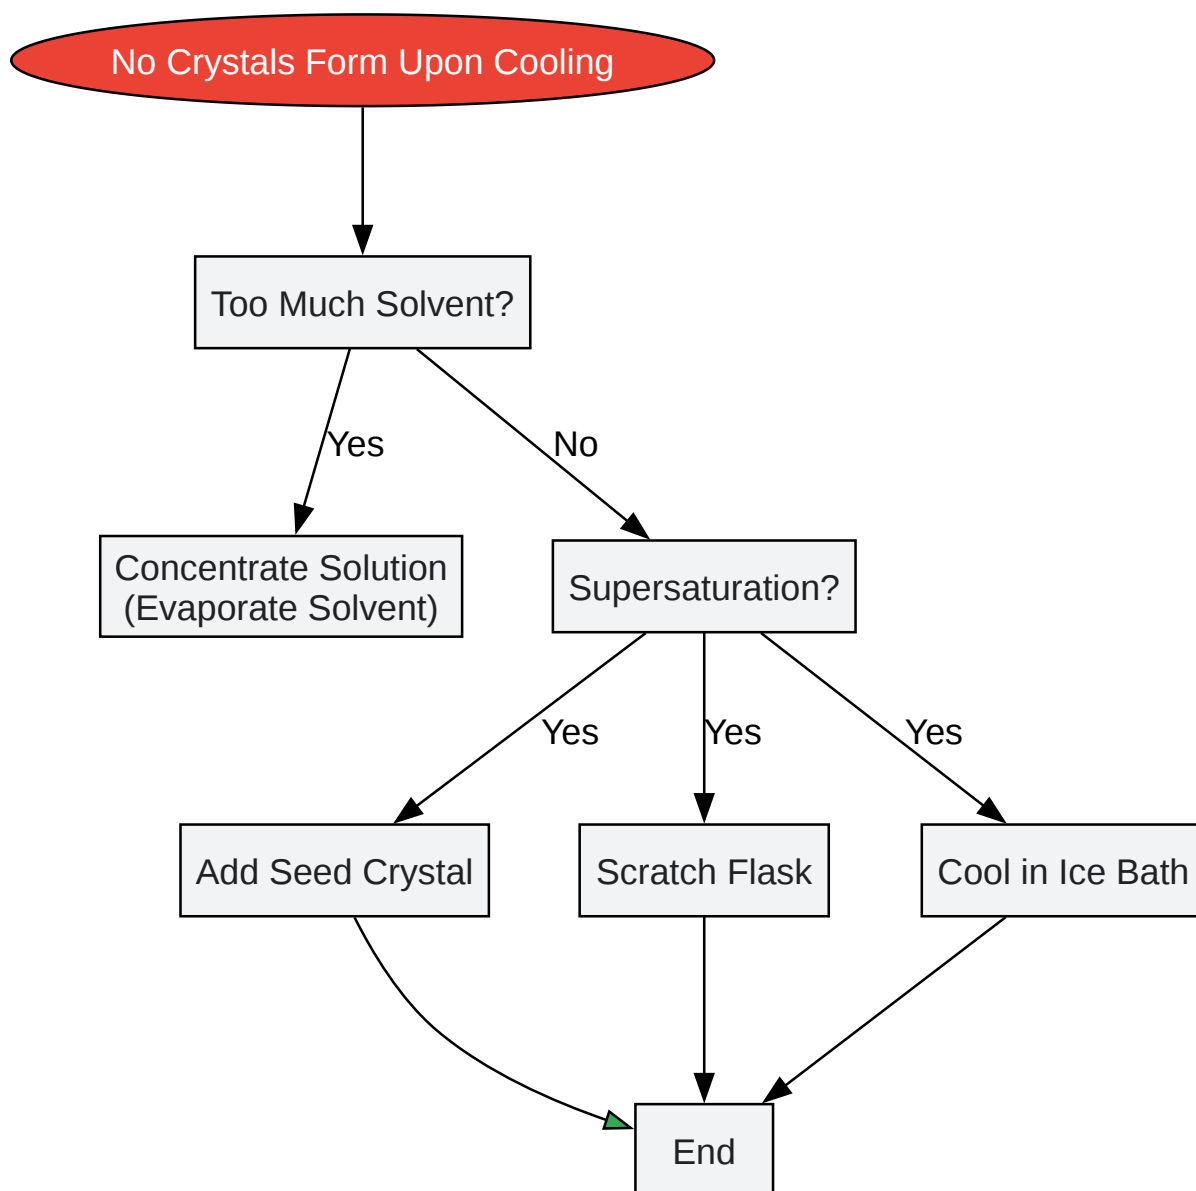 No Crystals Form Upon Cooling
Too Much Solvent?
Yes
No
Concentrate Solution
(Evaporate Solvent)
Supersaturation?
Yes
Yes
Yes
Add Seed Crystal
Scratch Flask
Cool in Ice Bath
End